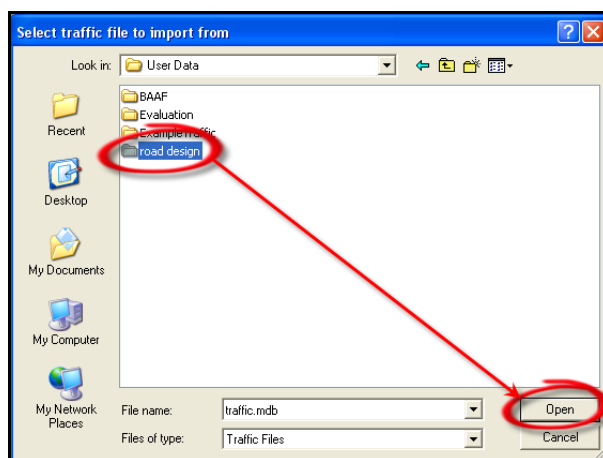 Select traffic file to import from
Look in: User Data
BAAF
Evaluation
ExampleTraffic
road design
Recent
Desktop
My Documents
My Computer
My Network Places
File name: traffic.mdb Open
Files of type: Traffic Files Cancel